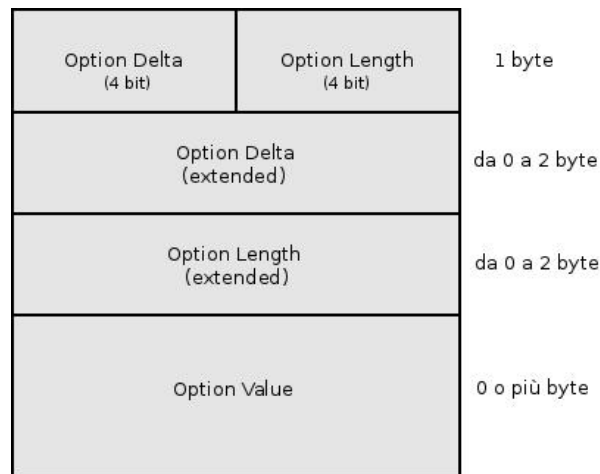 Option Delta
(4 bit)
Option Length
(4 bit)
1 byte
Option Delta
(extended)
da 0 a 2 byte
Option Length
(extended)
da 0 a 2 byte
Option Value
0 o più byte